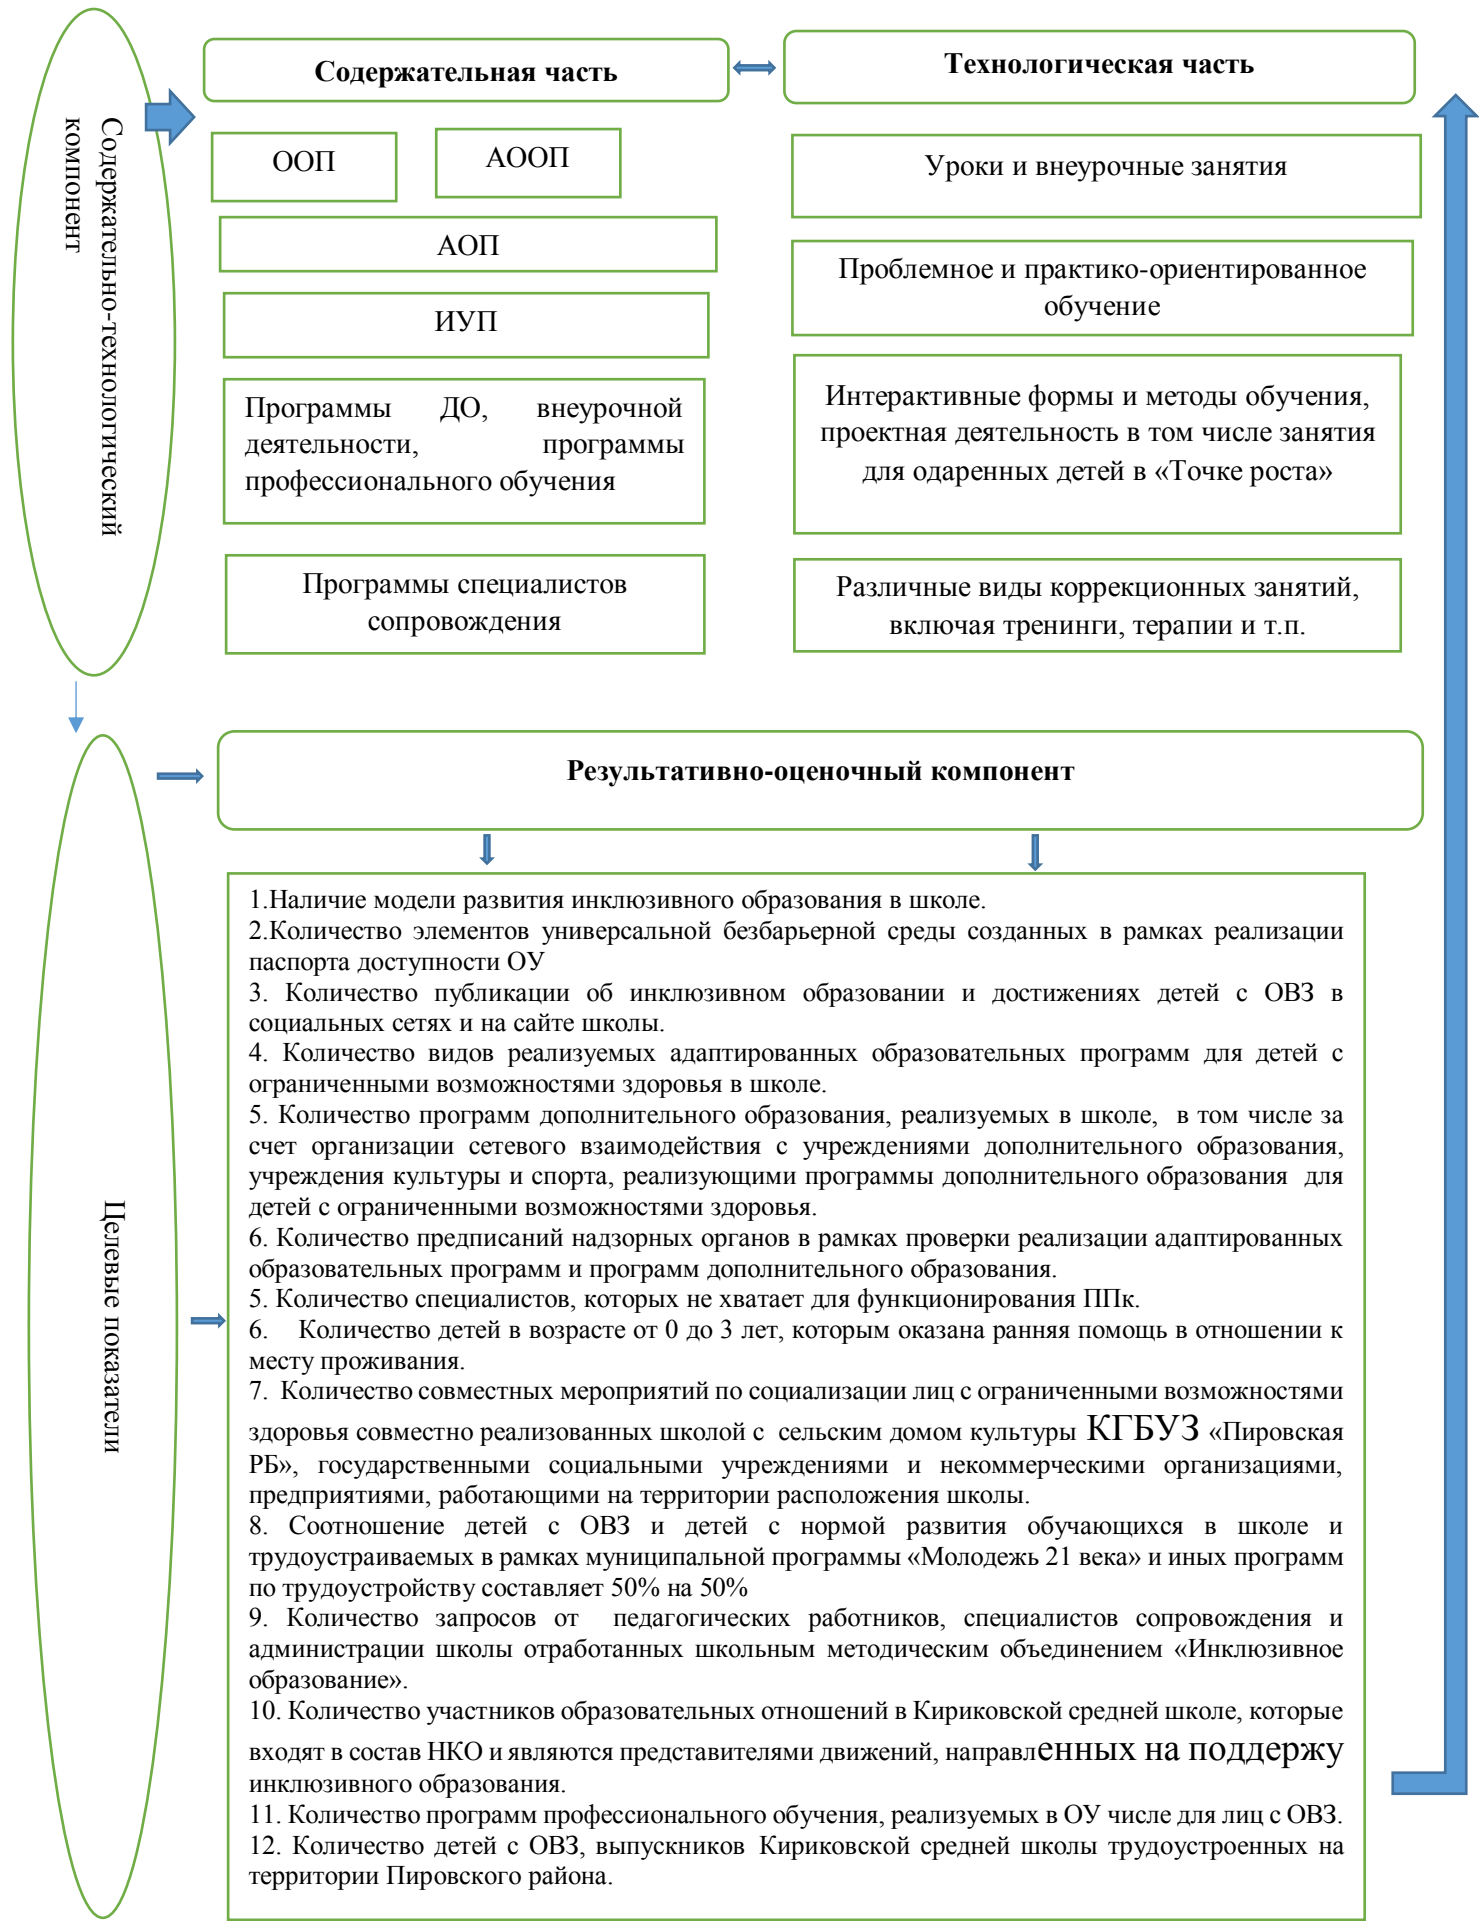 Содержательно-технологический
компонент
Содержательная часть
Технологическая часть
ООП
АООП
АОП
ИУП
Программы ДО, внеурочной
деятельности, программы
профессионального обучения
Программы специалистов
сопровождения
Уроки и внеурочные занятия
Проблемное и практико-ориентированное
обучение
Интерактивные формы и методы обучения,
проектная деятельность в том числе занятия
для одаренных детей в «Точке роста»
Различные виды коррекционных занятий,
включая тренинги, терапии и т.п.
Целевые показатели
Результативно-оценочный компонент
1.Наличие модели развития инклюзивного образования в школе.
2.Количество элементов универсальной безбарьерной среды созданных в рамках реализации
паспорта доступности ОУ
3. Количество публикации об инклюзивном образовании и достижениях детей с ОВЗ в
социальных сетях и на сайте школы.
4. Количество видов реализуемых адаптированных образовательных программ для детей с
ограниченными возможностями здоровья в школе.
5. Количество программ дополнительного образования, реализуемых в школе, в том числе за
счет организации сетевого взаимодействия с учреждениями дополнительного образования,
учреждения культуры и спорта, реализующими программы дополнительного образования для
детей с ограниченными возможностями здоровья.
6. Количество предписаний надзорных органов в рамках проверки реализации адаптированных
образовательных программ и программ дополнительного образования.
5. Количество специалистов, которых не хватает для функционирования ППк.
6. Количество детей в возрасте от 0 до 3 лет, которым оказана ранняя помощь в отношении к
месту проживания.
7. Количество совместных мероприятий по социализации лиц с ограниченными возможностями
здоровья совместно реализованных школой с сельским домом культуры КГБУЗ «Пировская
РБ», государственными социальными учреждениями и некоммерческими организациями,
предприятиями, работающими на территории расположения школы.
8. Соотношение детей с ОВЗ и детей с нормой развития обучающихся в школе и
трудоустраиваемых в рамках муниципальной программы «Молодежь 21 века» и иных программ
по трудоустройству составляет 50% на 50%
9. Количество запросов от педагогических работников, специалистов сопровождения и
администрации школы отработанных школьным методическим объединением «Инклюзивное
образование».
10. Количество участников образовательных отношений в Кириковской средней школе, которые
входят в состав НКО и являются представителями движений, направленных на поддержу
инклюзивного образования.
11. Количество программ профессионального обучения, реализуемых в ОУ числе для лиц с ОВЗ.
12. Количество детей с ОВЗ, выпускников Кириковской средней школы трудоустроенных на
территории Пировского района.